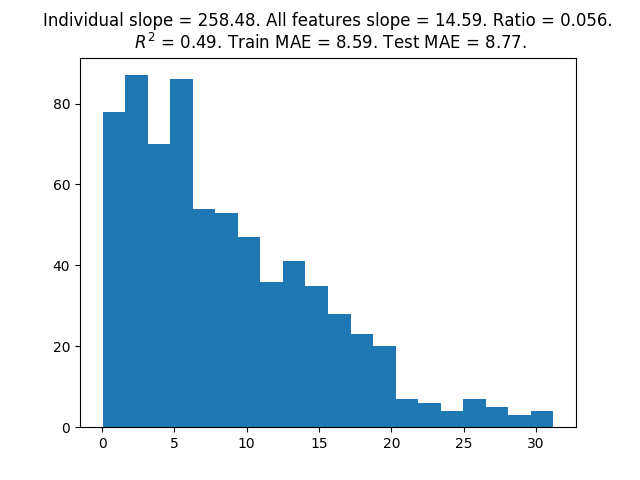 Individual slope = 258.48. All features slope = 14.59. Ratio = 0.056.
R² = 0.49. Train MAE = 8.59. Test MAE = 8.77.
80
60
40
20
0
0 5 10 15 20 25 30